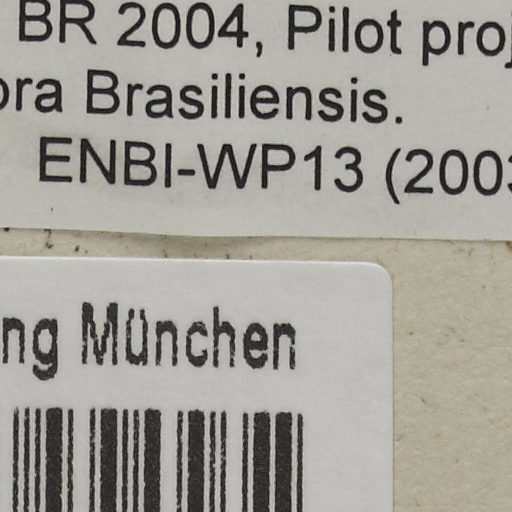 BR 2004, Pilot proj
ora Brasiliensis.
ENBI-WP13 (2003
ng München